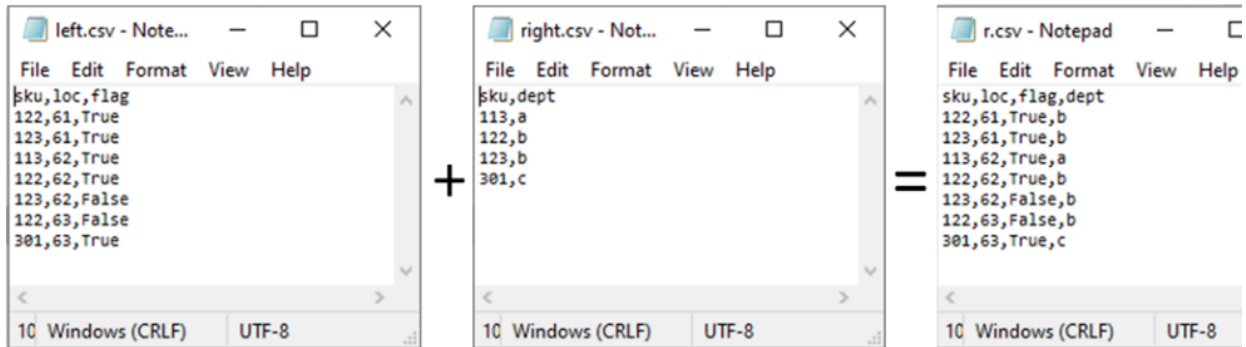 left.csv - Note...
File Edit Format View Help
sku,loc,flag
122,61,True
123,61,True
113,62,True
122,62,True
123,62,False
122,63,False
301,63,True
10 Windows (CRLF) UTF-8
+
right.csv - Not...
File Edit Format View Help
sku,dept
113,a
122,b
123,b
301,c
10 Windows (CRLF) UTF-8
=
r.csv - Notepad
File Edit Format View Help
sku,loc,flag,dept
122,61,True,b
123,61,True,b
113,62,True,a
122,62,True,b
123,62,False,b
122,63,False,b
301,63,True,c
10 Windows (CRLF) UTF-8